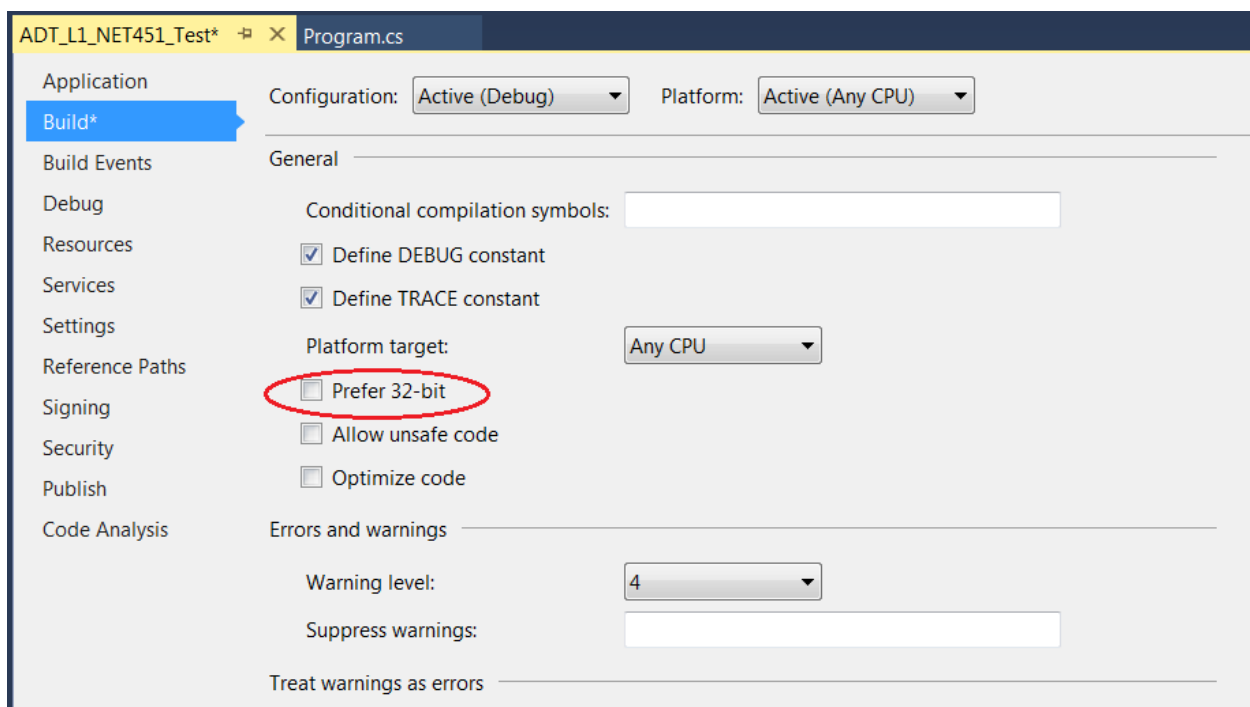 ADT_L1_NET451_Test* Program.cs
Application
Build*
Build Events
Debug
Resources
Services
Settings
Reference Paths
Signing
Security
Publish
Code Analysis
Configuration: Active (Debug) Platform: Active (Any CPU)
General
Conditional compilation symbols:
Define DEBUG constant
Define TRACE constant
Platform target: Any CPU
Prefer 32-bit
Allow unsafe code
Optimize code
Errors and warnings
Warning level: 4
Suppress warnings:
Treat warnings as errors